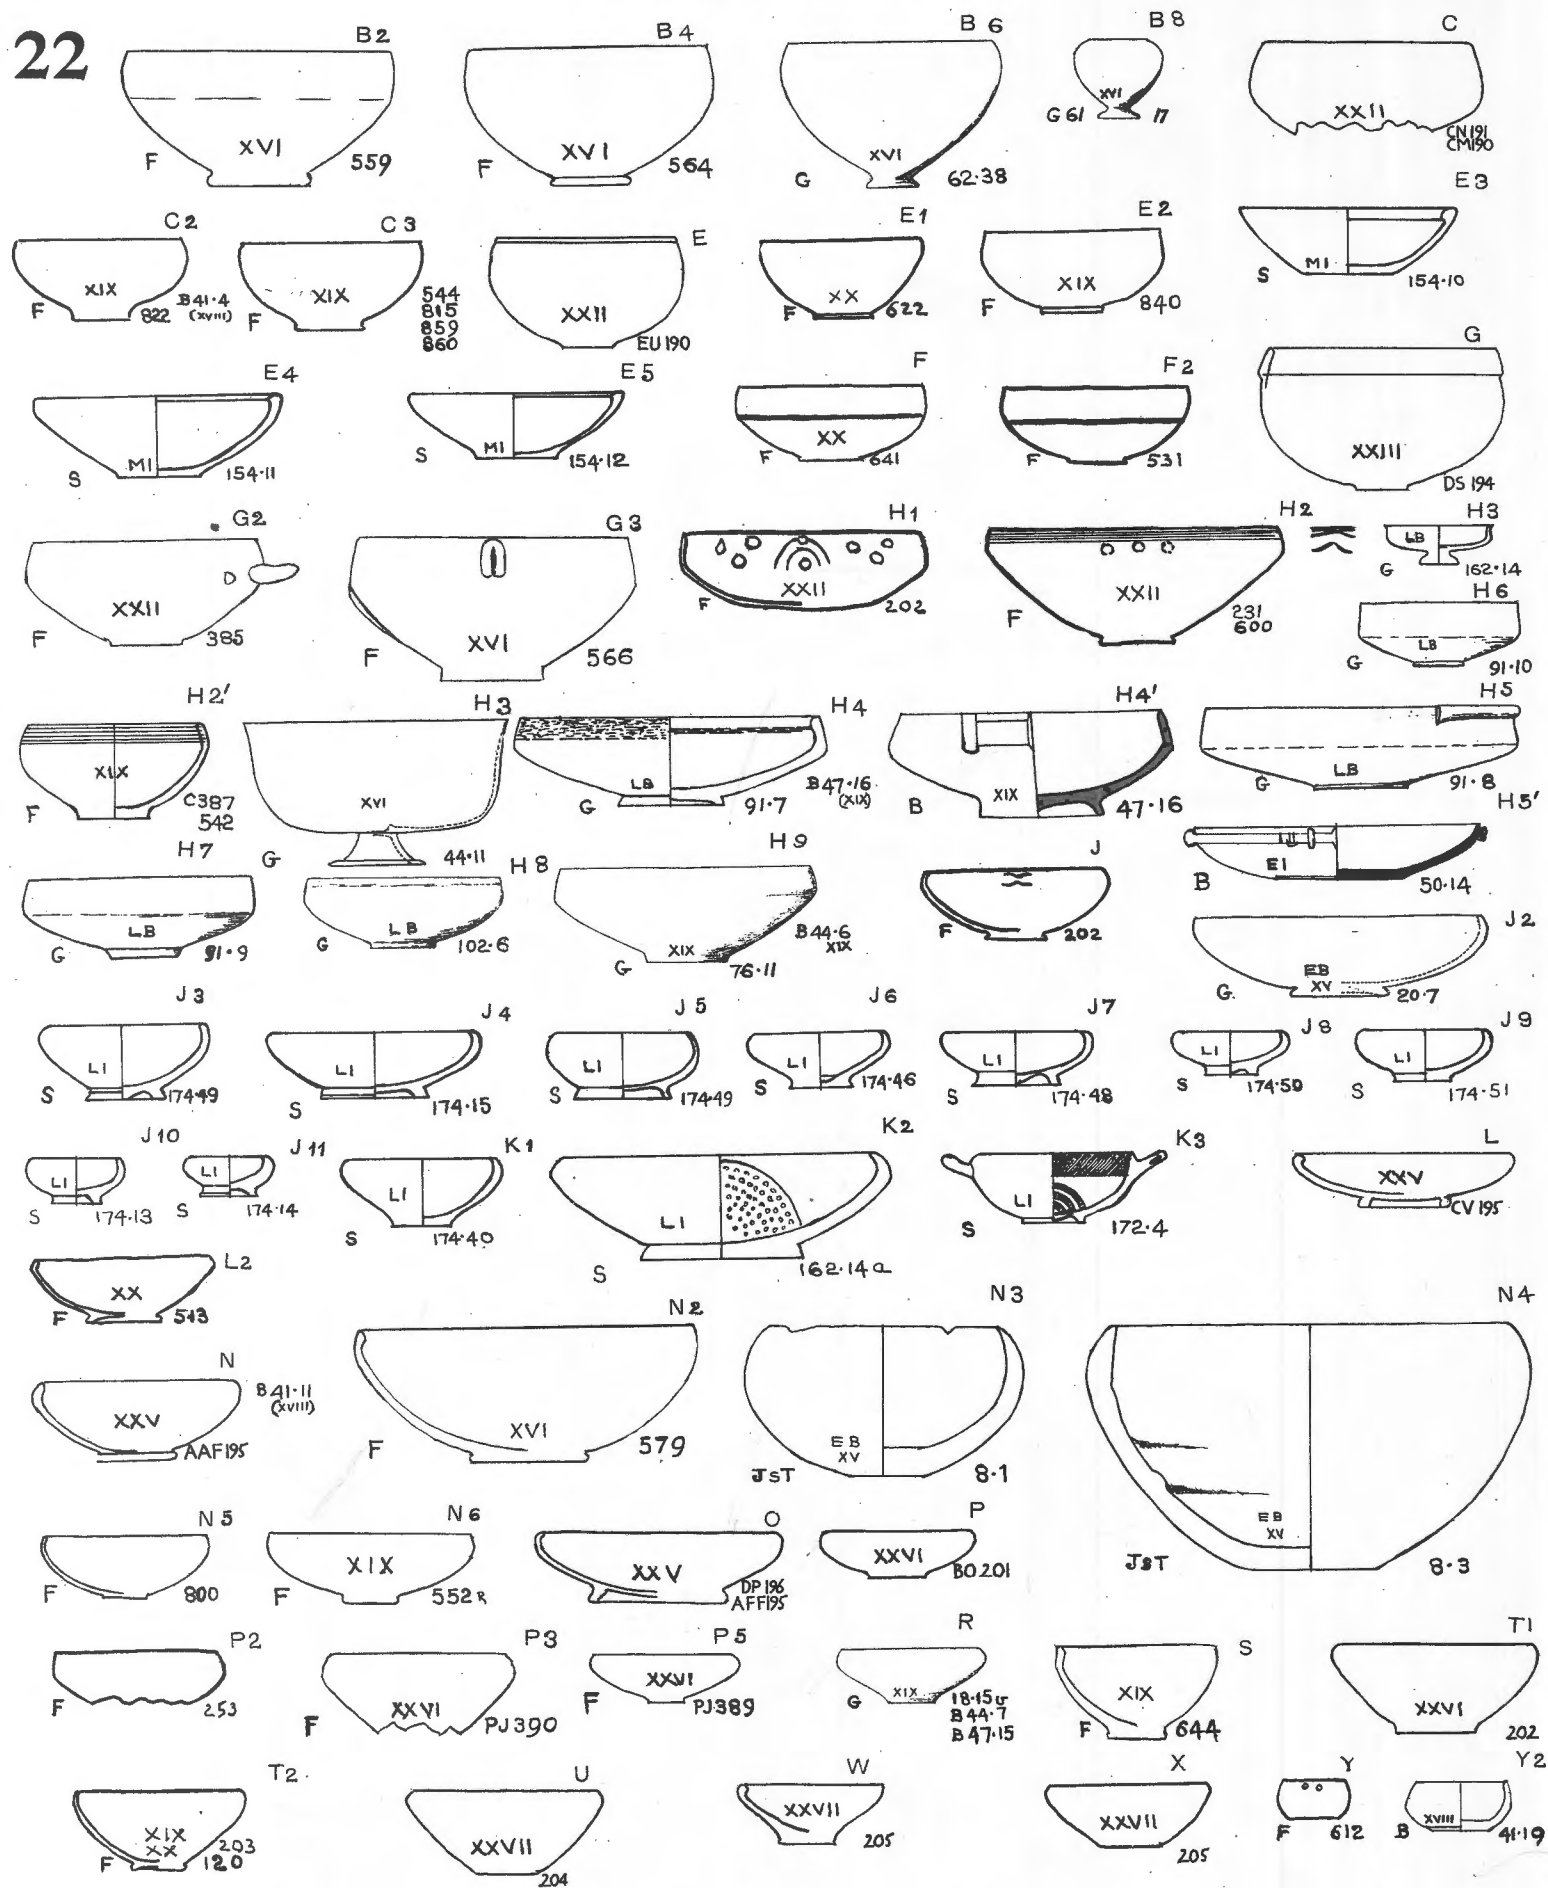 22
B2
XVI
F
559
B4
XVI
F
564
B6
XVI
G
62·38
B8
XVI
G 61
17
C
XXII
CN191
CM190
C2
XIX
F
822
B41·4
(XVIII)
C3
XIX
F
544
815
859
860
E
XXII
EU190
E1
XX
F
622
E2
XIX
F
840
E3
MI
S
154·10
E4
MI
S
154·11
E5
MI
S
154·12
F
XX
F
641
F2
F
531
G
XXIII
DS 194
G2
D
XXII
F
385
G3
XVI
F
566
H1
XXII
F
202
H2
XXII
F
231
600
H3
LB
G
162·14
H6
LB
G
91·10
H2'
XIX
F
C387
542
H3
XVI
G
44·11
H4
LB
G
91·7
B47·16
(XIX)
H4'
XIX
B
47·16
H5
LB
G
91·8
H5'
EI
B
50·14
H7
LB
G
91·9
H8
LB
G
102·6
H9
XIX
G
76·11
B44·6
XIX
J
F
202
J2
EB
XV
G.
20·7
J3
LI
S
174·49
J4
LI
S
174·15
J5
LI
S
174·49
J6
LI
S
174·46
J7
LI
S
174·48
J8
LI
S
174·50
J9
LI
S
174·51
J10
LI
S
174·13
J11
LI
S
174·14
K1
LI
S
174·40
K2
LI
S
162·14a
K3
LI
S
172·4
L
XXV
CV195
L2
XX
F
513
N
XXV
AAF195
B41·11
(XVIII)
N2
XVI
F
579
N3
EB
XV
JST
8·1
N4
EB
XV
JST
8·3
N5
F
800
N6
XIX
F
552 R
O
XXV
DP196
AFF195
P
XXVI
BO201
P2
F
253
P3
XXVI
F
PJ390
P5
XXVI
F
PJ389
R
XIX
G
B44·7
B47·15
S
XIX
F
644
T1
XXVI
202
T2
XIX
XX
F
203
120
U
XXVII
204
W
XXVII
205
X
XXVII
205
Y
F
612
Y2
XVIII
B
41·19